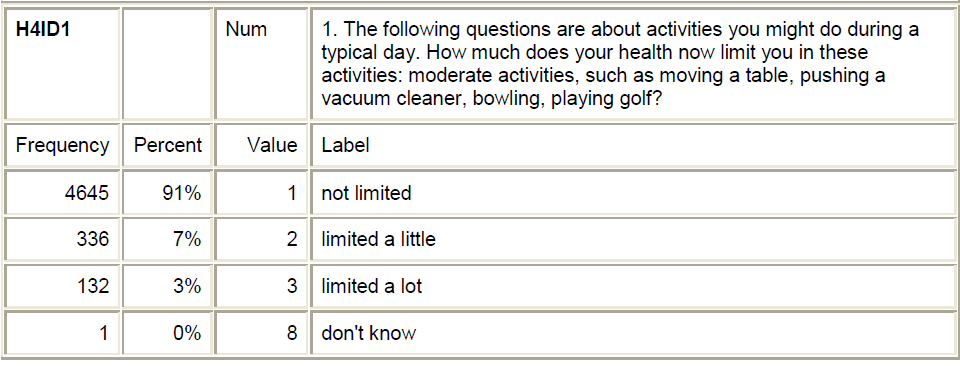 H4ID1 Num 1. The following questions are about activities you might do during a
typical day. How much does your health now limit you in these
activities: moderate activities, such as moving a table, pushing a
vacuum cleaner, bowling, playing golf?
Frequency Percent Value Label
4645 91% 1 not limited
336 7% 2 limited a little
132 3% 3 limited a lot
1 0% 8 don't know